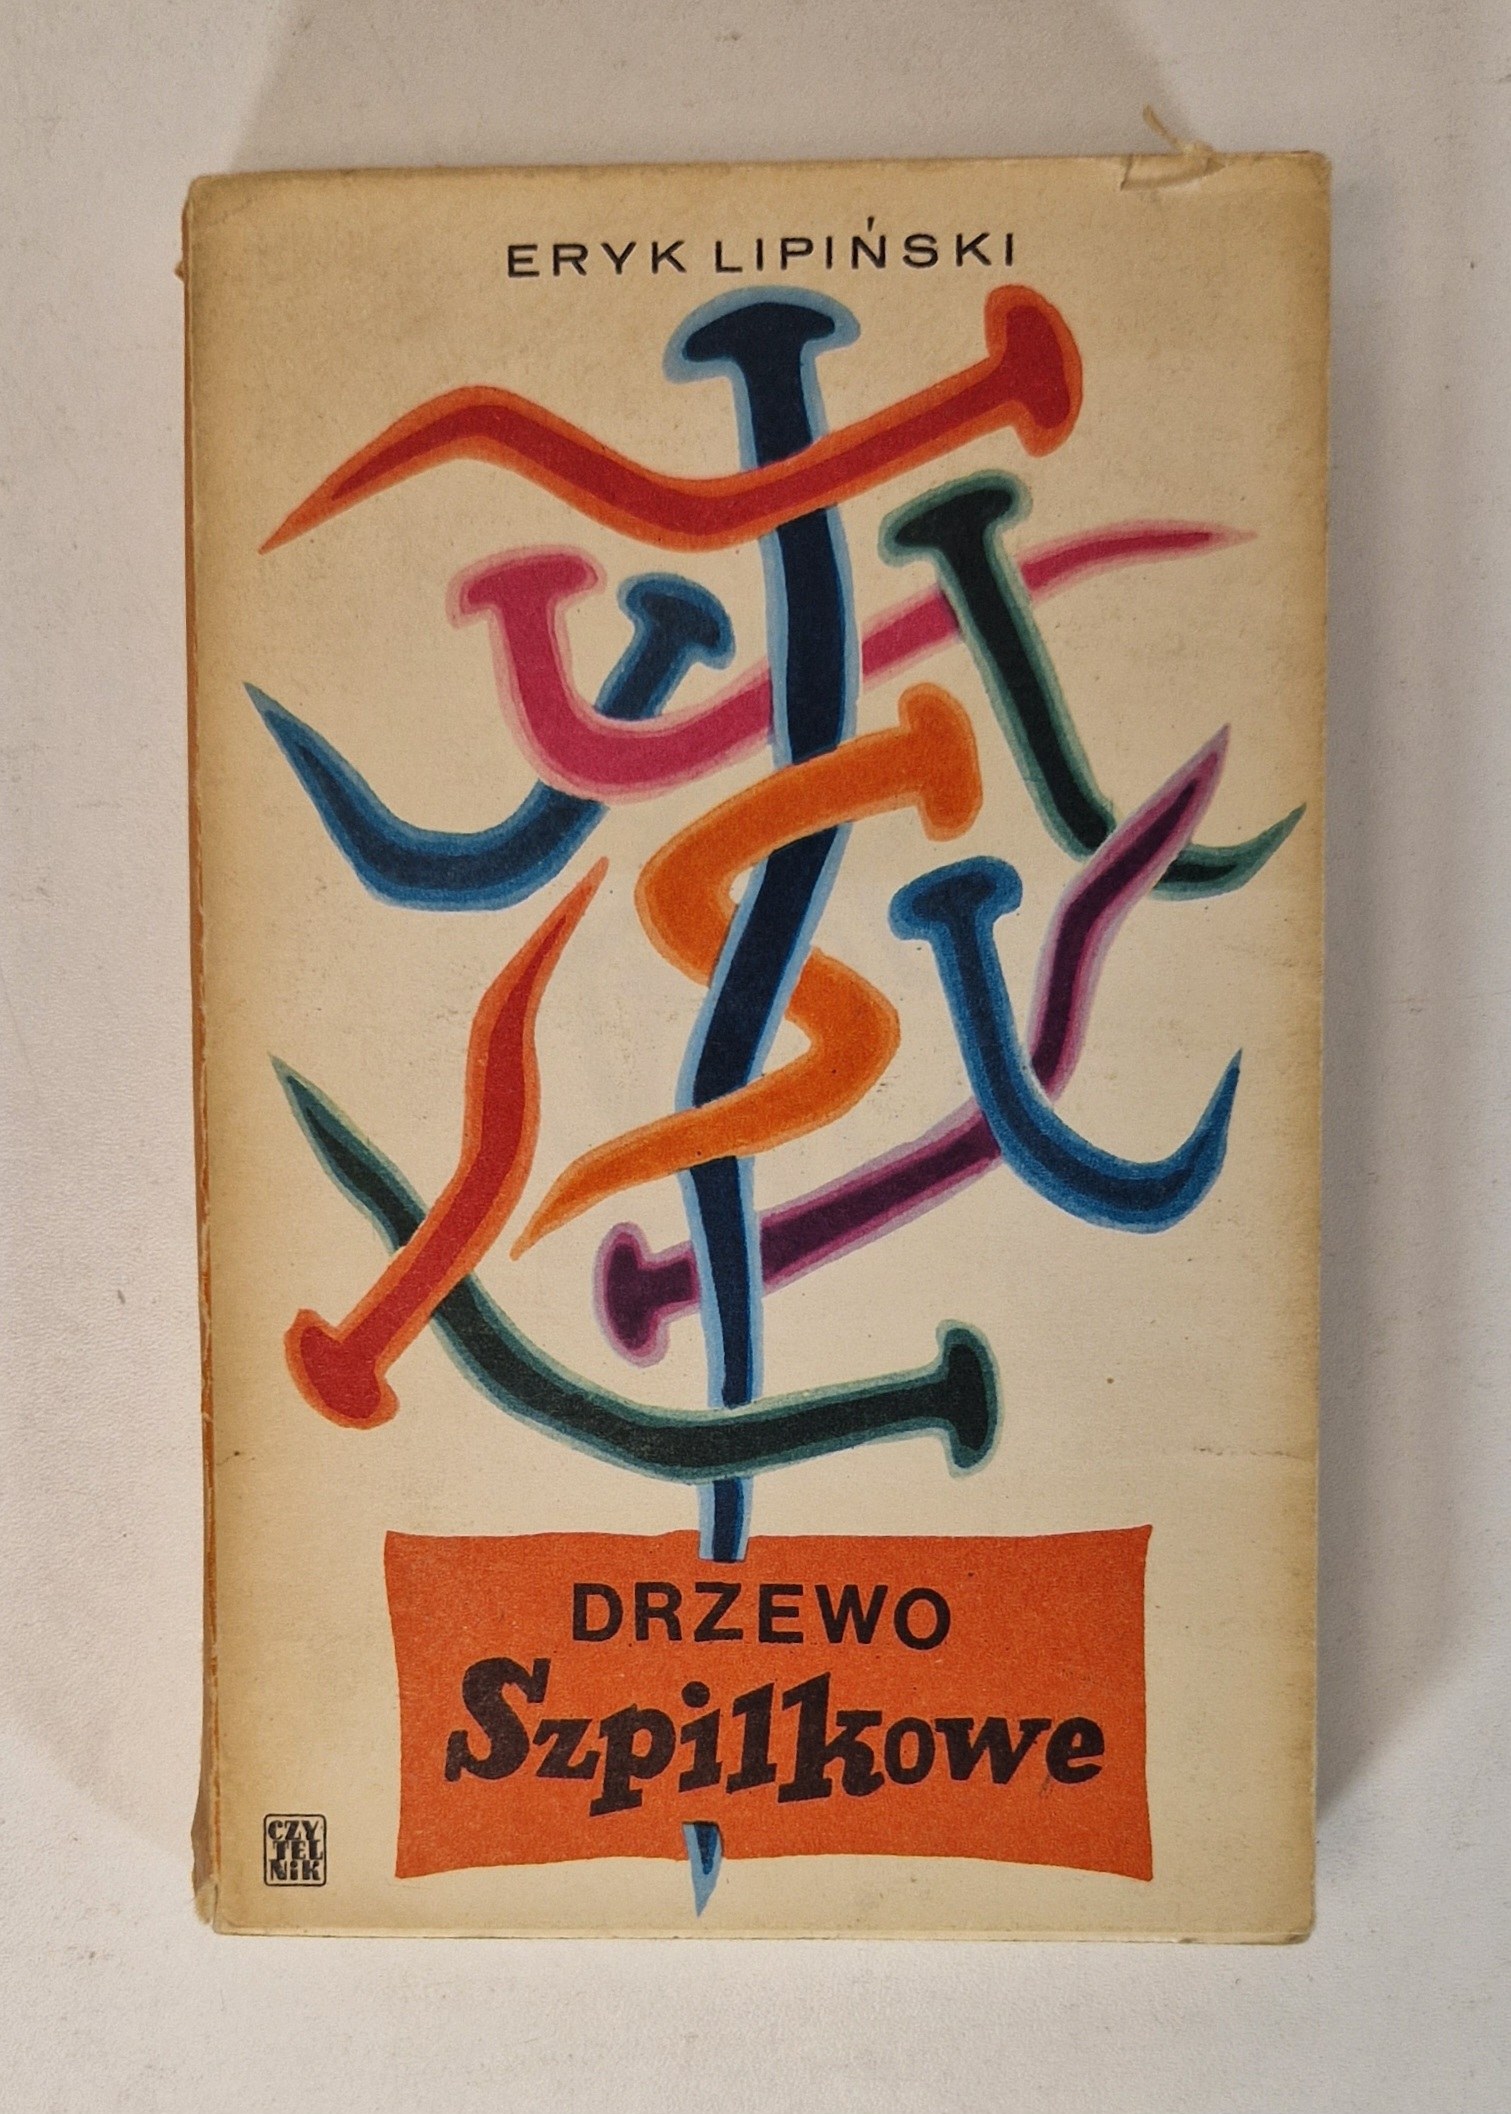 ERYK LIPIŃSKI
DRZEWO
Szpilkowe
CZY
TEL
NiK